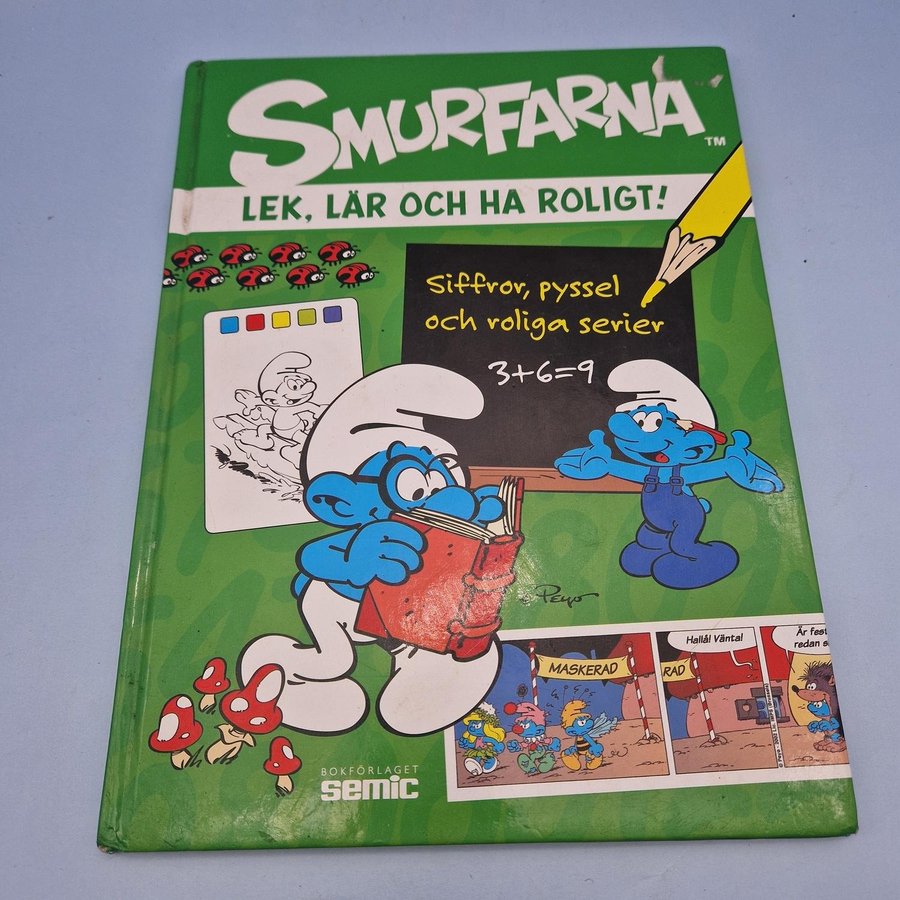 SMURFARNA
TM
LEK, LÄR OCH HA ROLIGT!
Siffror, pyssel
och roliga serier
3+6=9
Peyo
MASKERAD
RAD
Hallå! Vänta!
Är fest
redan s
BOKFÖRLAGET
semic